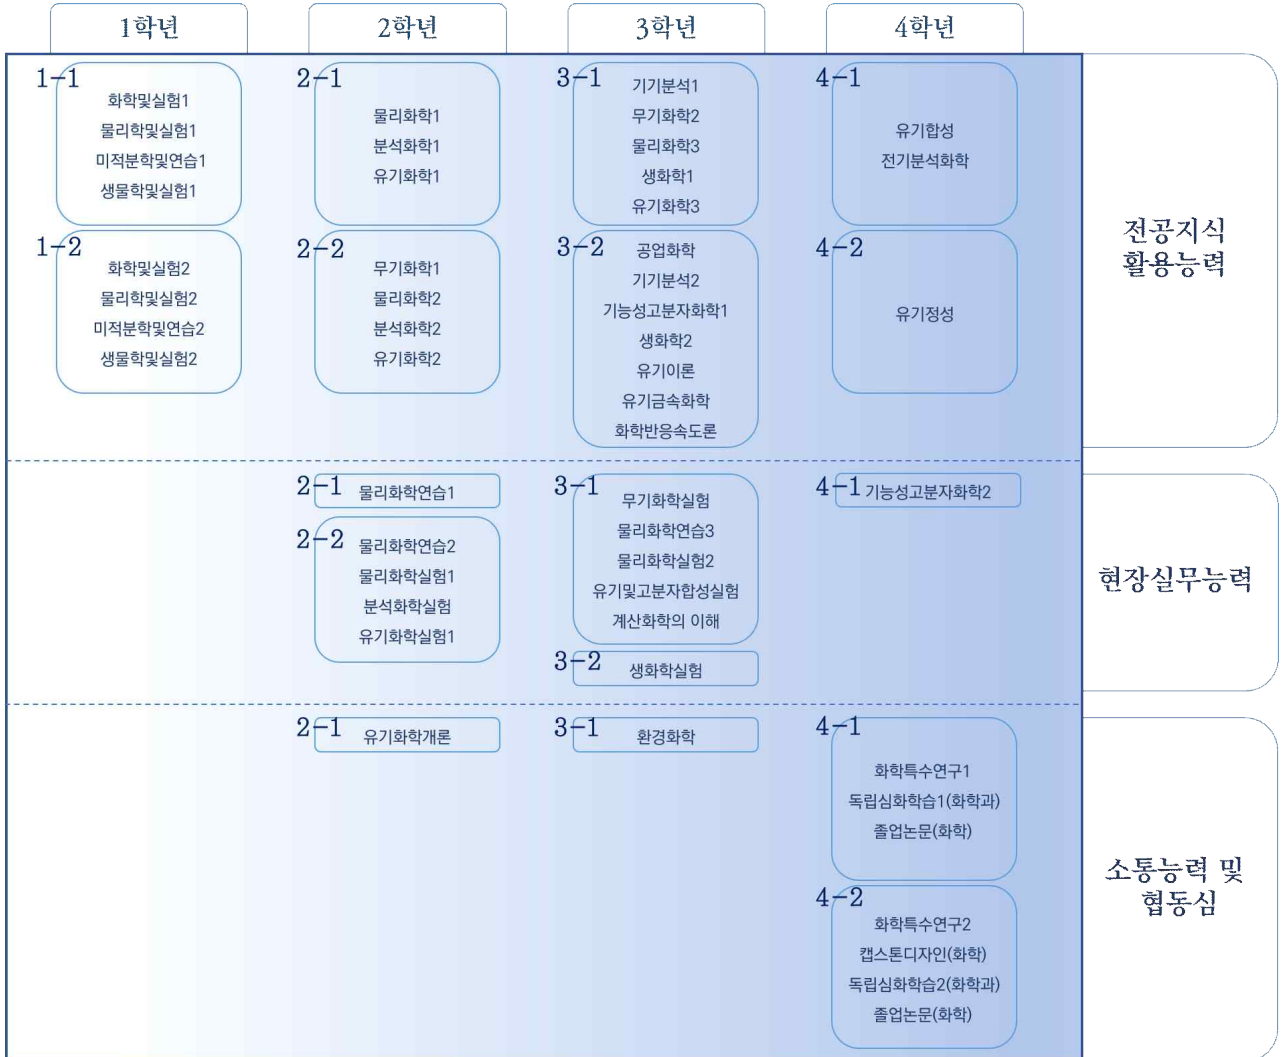 1학년
2학년
3학년
4학년
1-1
화학및실험1
물리학및실험1
미적분학및연습1
생물학및실험1
2-1
물리화학1
분석화학1
유기화학1
3-1
기기분석1
무기화학2
물리화학3
생화학1
유기화학3
4-1
유기합성
전기분석화학
1-2
화학및실험2
물리학및실험2
미적분학및연습2
생물학및실험2
2-2
무기화학1
물리화학2
분석화학2
유기화학2
3-2
공업화학
기기분석2
기능성고분자화학1
생화학2
유기이론
유기금속화학
화학반응속도론
4-2
유기정성
전공지식
활용능력
2-1
물리화학연습1
2-2
물리화학연습2
물리화학실험1
분석화학실험
유기화학실험1
3-1
무기화학실험
물리화학연습3
물리화학실험2
유기및고분자합성실험
계산화학의 이해
3-2
생화학실험
4-1
기능성고분자화학2
현장실무능력
2-1
유기화학개론
3-1
환경화학
4-1
화학특수연구1
독립심화학습1(화학과)
졸업논문(화학)
4-2
화학특수연구2
캡스톤디자인(화학)
독립심화학습2(화학과)
졸업논문(화학)
소통능력 및
협동심